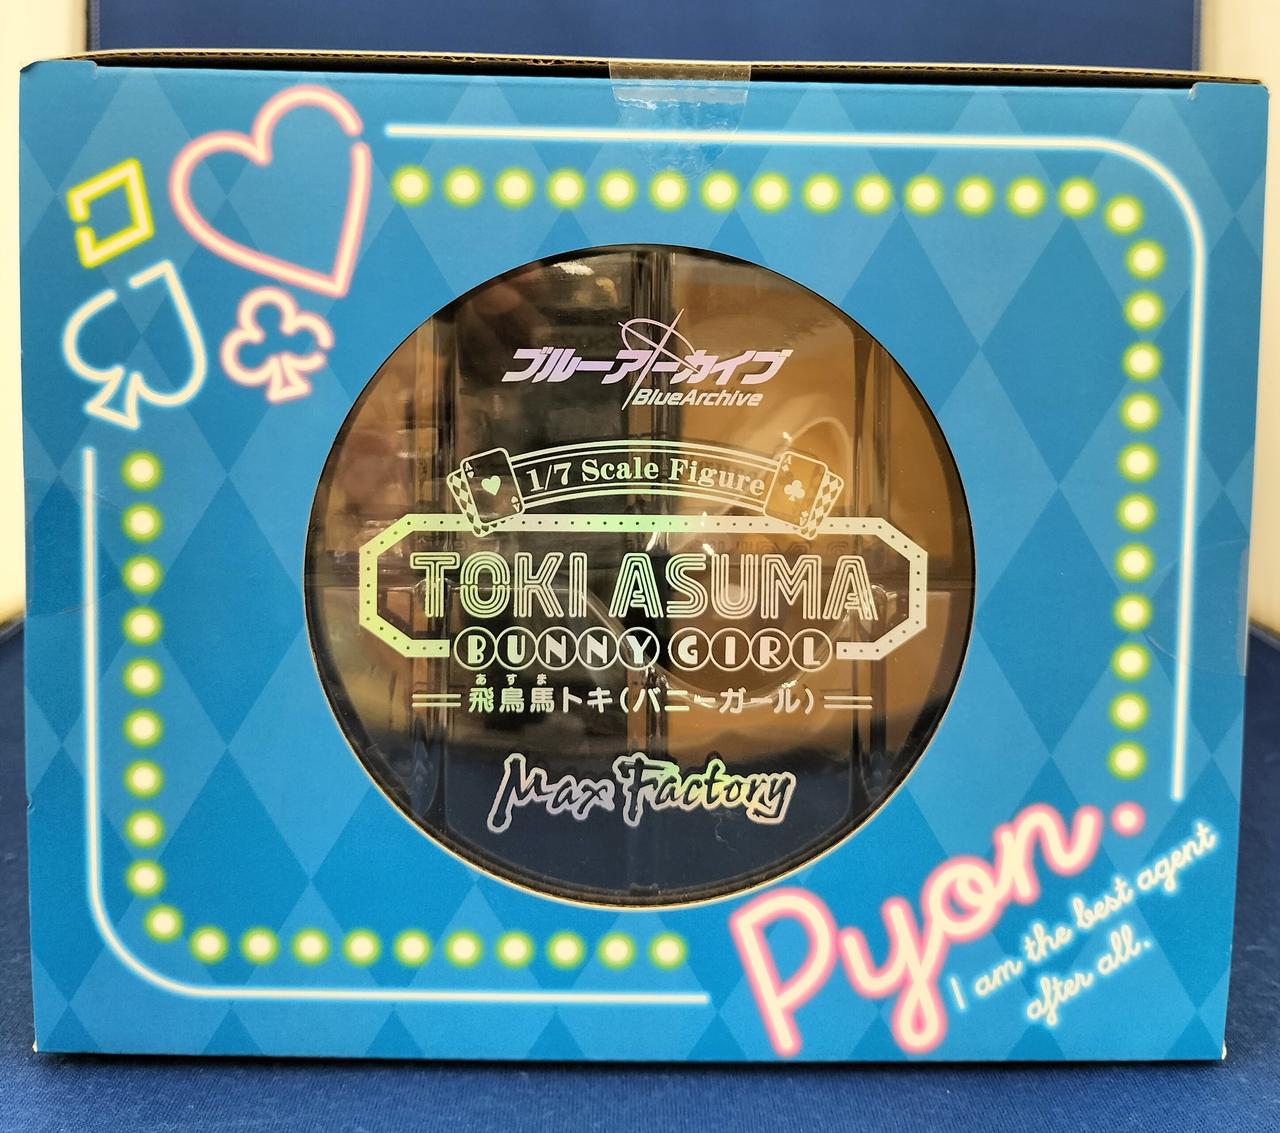 ブルーアーカイブ
BlueArchive
1/7 Scale Figure
TOKI ASUMA
BUNNY GIRL
あすま
飛鳥馬トキ(バニーガール)
Max Factory
Pyon.
I am the best agent
after all.